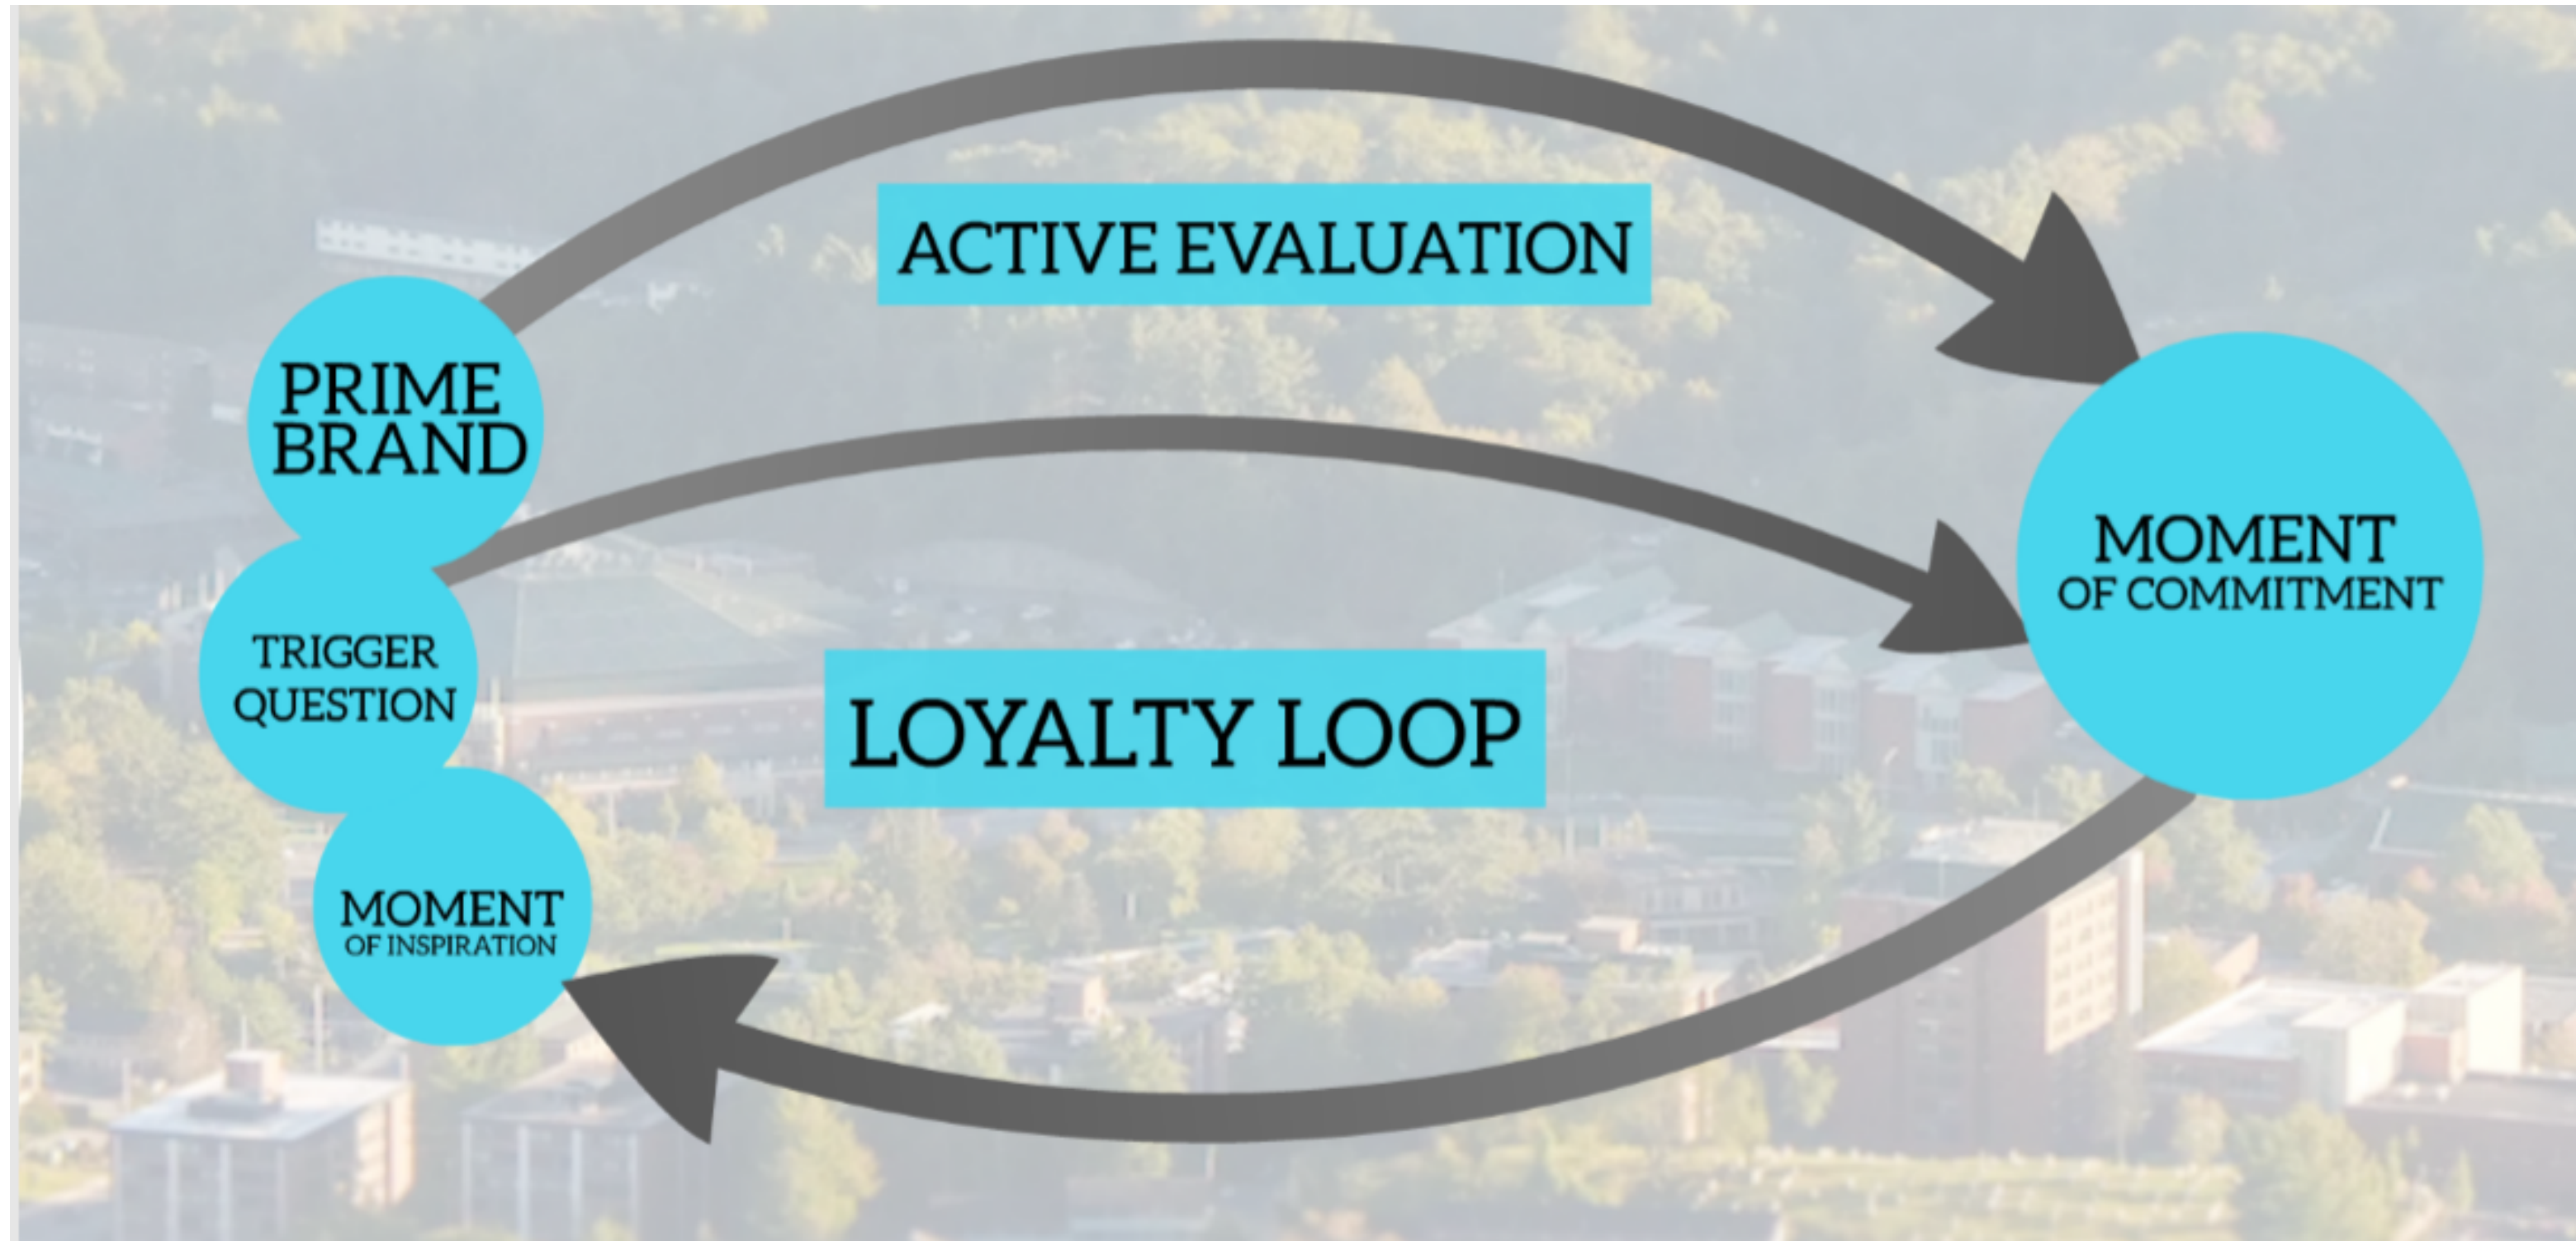 ACTIVE EVALUATION
PRIME
BRAND
MOMENT
OF COMMITMENT
TRIGGER
QUESTION
LOYALTY LOOP
MOMENT
OF INSPIRATION